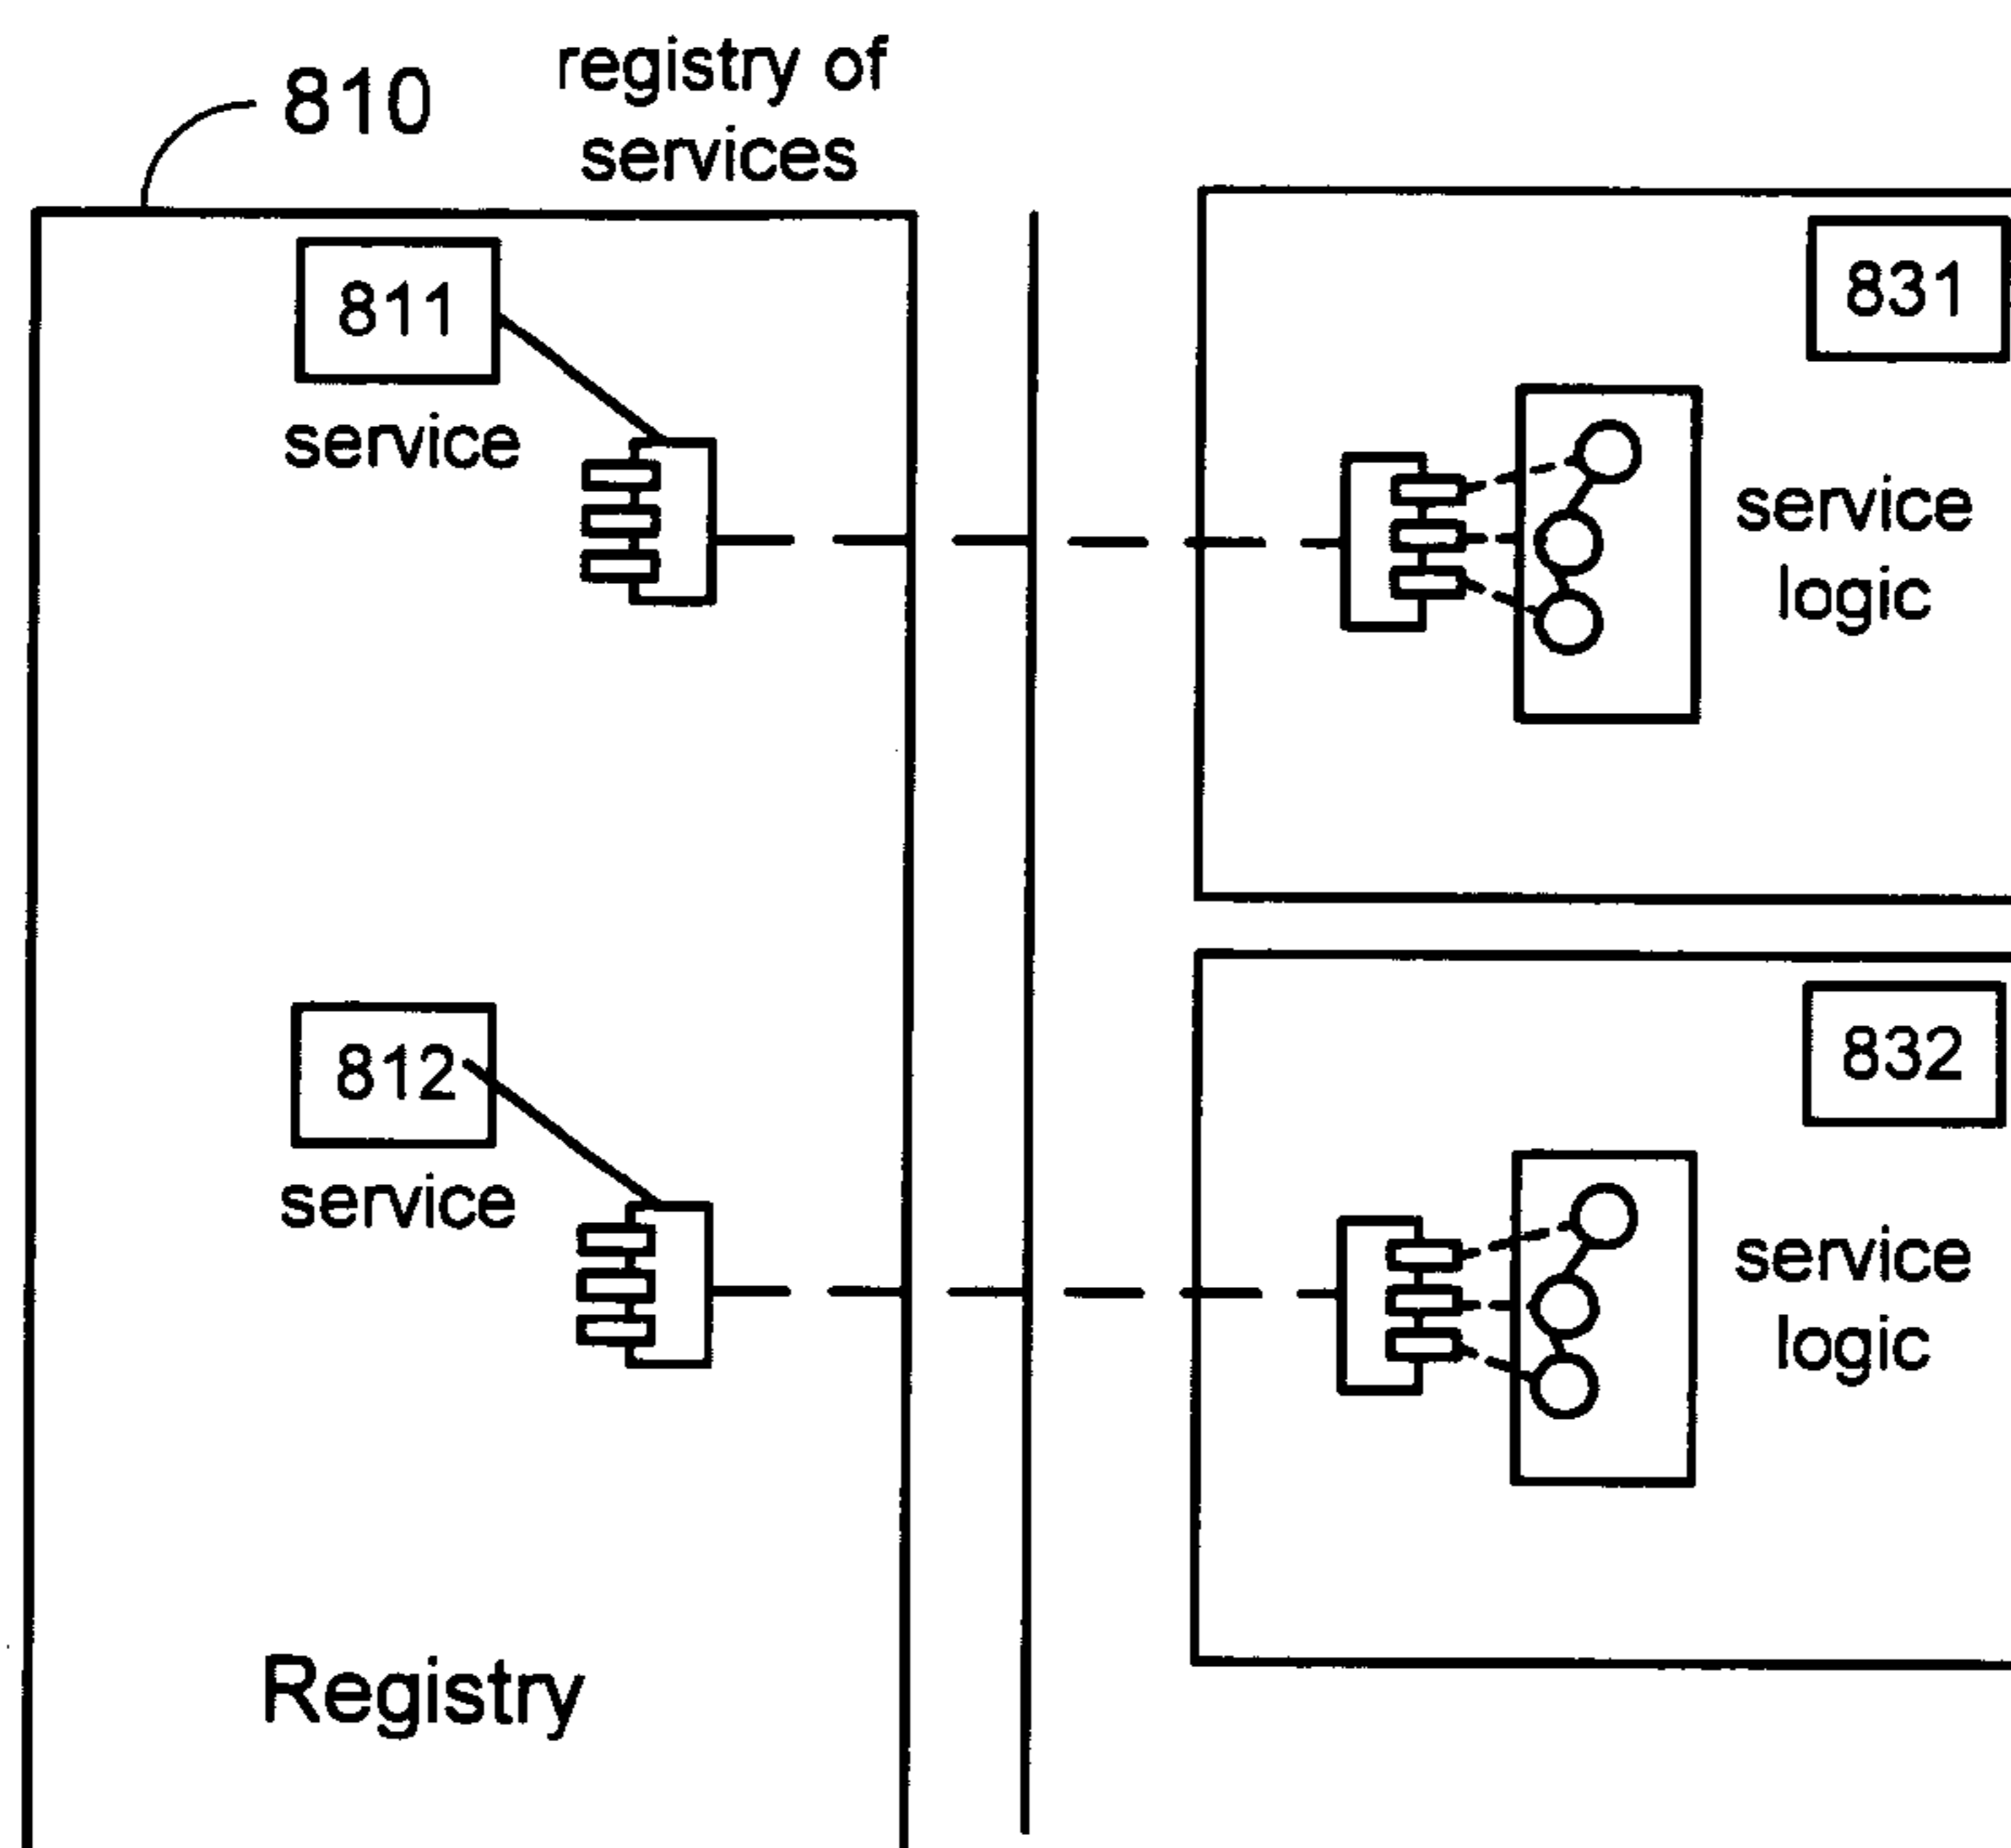 810
registry of
services
811
service
831
service
logic
812
service
832
service
logic
Registry